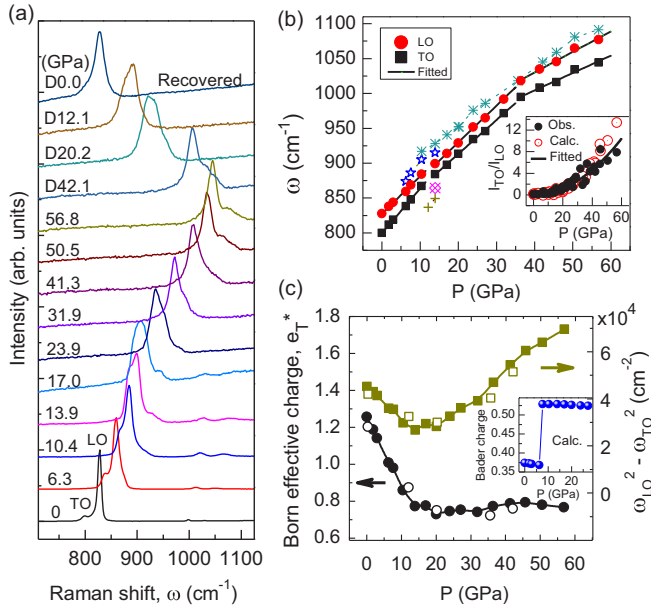 (a)
(GPa)
D0.0
Recovered
D12.1
D20.2
D42.1
56.8
50.5
41.3
31.9
23.9
17.0
13.9
10.4
6.3
LO
TO
0
800 900 1000 1100
Raman shift, ω (cm⁻¹)
Intensity (arb. units)
(b)
LO
TO
Fitted
1100
1050
1000
950
900
850
800
ω (cm⁻¹)
0 10 20 30 40 50 60
P (GPa)
Obs.
Calc.
Fitted
12
8
4
0
I_TO/I_LO
0 20 40
P (GPa)
(c)
1.8
1.6
1.4
1.2
1.0
0.8
0.6
Born effective charge, e_T*
x10⁴
6
4
2
0
ω_LO² - ω_TO² (cm⁻²)
0.50
0.45
0.40
0.35
Bader charge
Calc.
0 10 20
P (GPa)
0 10 20 30 40 50 60
P (GPa)